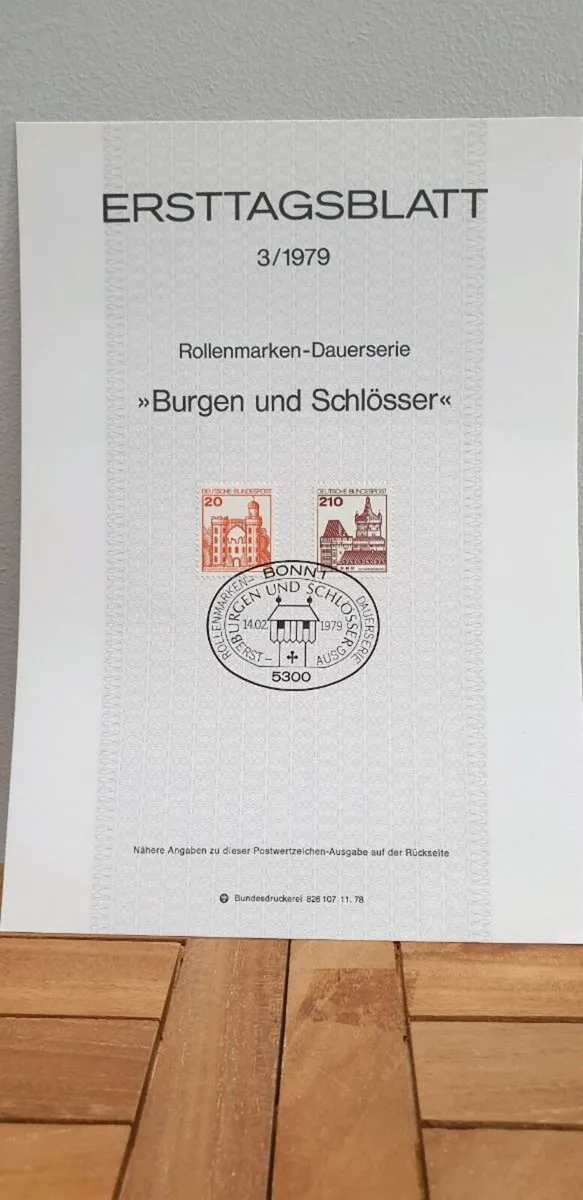 ERSTTAGSBLATT
3/1979
Rollenmarken-Dauerserie
»Burgen und Schlösser«
DEUTSCHE BUNDESPOST
20
DEUTSCHE BUNDESPOST
210
BONN 1
ROLLENMARKEN- DAUERSERIE
BURGEN UND SCHLÖSSER
14.02. 1979
ERST- AUSG.
5300
Nähere Angaben zu dieser Postwertzeichen-Ausgabe auf der Rückseite
Bundesdruckerei 826 107 11. 78